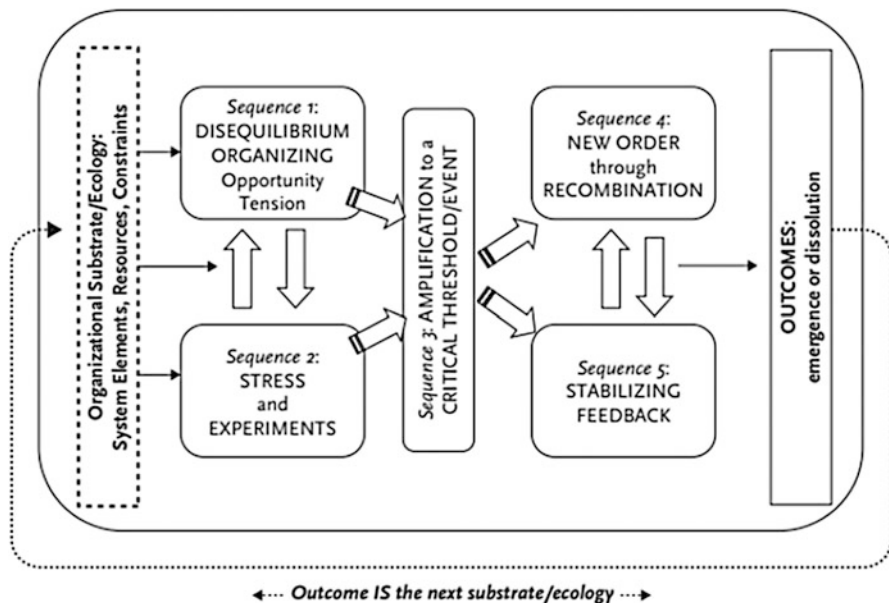 Organizational Substrate/Ecology:
System Elements, Resources, Constraints
Sequence 1:
DISEQUILIBRIUM
ORGANIZING
Opportunity
Tension
Sequence 2:
STRESS
and
EXPERIMENTS
Sequence 3: AMPLIFICATION to a
CRITICAL THRESHOLD/EVENT
Sequence 4:
NEW ORDER
through
RECOMBINATION
Sequence 5:
STABILIZING
FEEDBACK
OUTCOMES:
emergence or dissolution
Outcome IS the next substrate/ecology